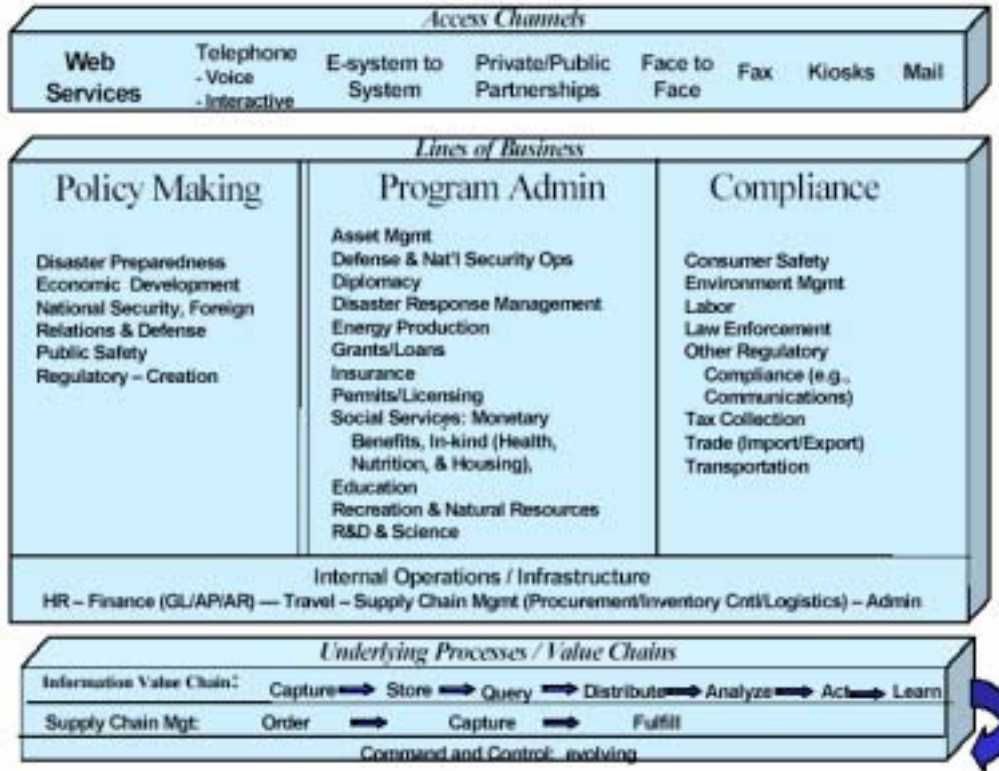 Access Channels
Web Services
Telephone
- Voice
- Interactive
E-system to System
Private/Public Partnerships
Face to Face
Fax
Kiosks
Mail
Lines of Business
Policy Making
Disaster Preparedness
Economic Development
National Security, Foreign
Relations & Defense
Public Safety
Regulatory – Creation
Program Admin
Asset Mgmt
Defense & Nat'l Security Ops
Diplomacy
Disaster Response Management
Energy Production
Grants/Loans
Insurance
Permits/Licensing
Social Services: Monetary
Benefits, In-kind (Health,
Nutrition, & Housing),
Education
Recreation & Natural Resources
R&D & Science
Compliance
Consumer Safety
Environment Mgmt
Labor
Law Enforcement
Other Regulatory
Compliance (e.g.,
Communications)
Tax Collection
Trade (Import/Export)
Transportation
Internal Operations / Infrastructure
HR – Finance (GL/AP/AR) — Travel – Supply Chain Mgmt (Procurement/Inventory Cntl/Logistics) – Admin
Underlying Processes / Value Chains
Information Value Chain: Capture Store Query Distribute Analyze Act Learn
Supply Chain Mgt: Order Capture Fulfill
Command and Control: evolving